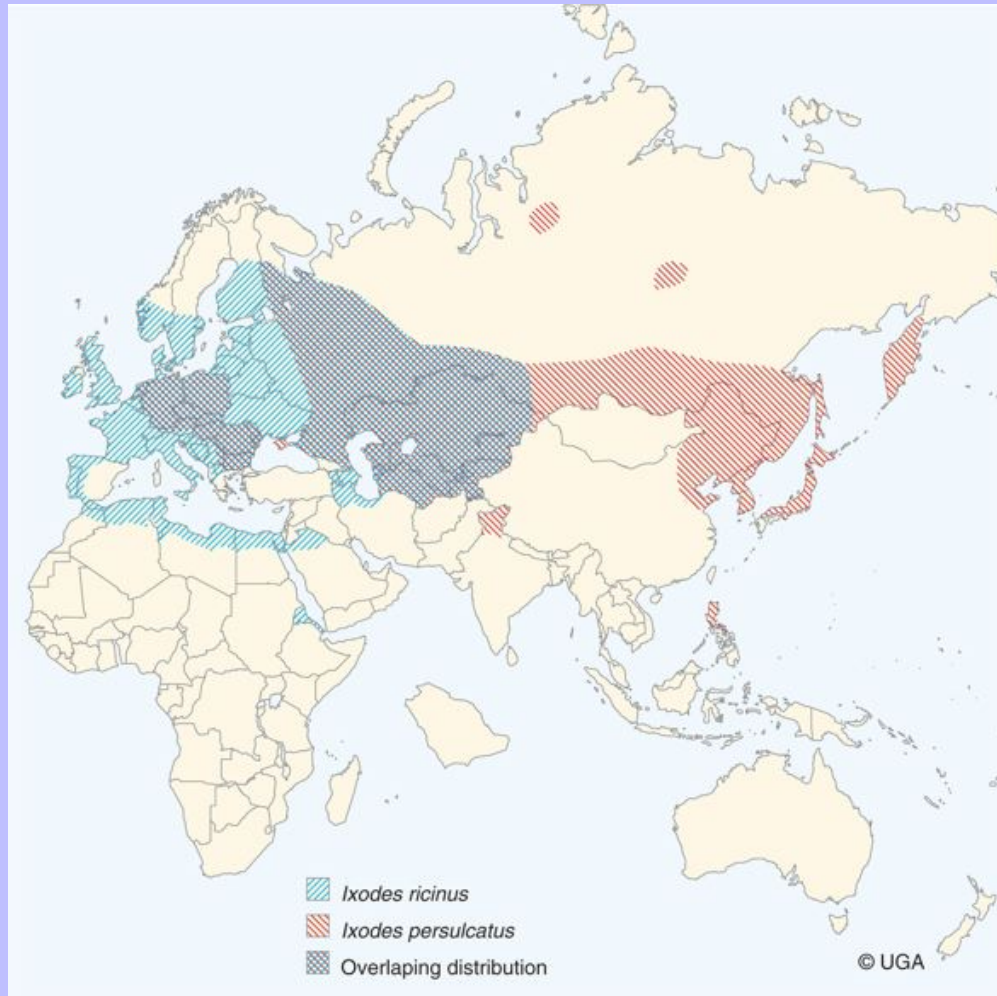 Ixodes ricinus
Ixodes persulcatus
Overlaping distribution
© UGA